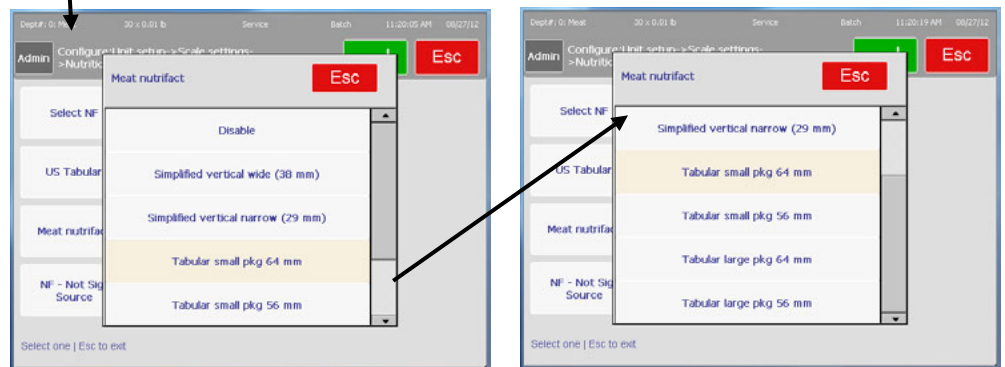 Dept#: 0: Meat 30 x 0.01 lb Service Batch 11:20:05 AM 08/27/12
Admin
Configure:Unit setup->Scale settings-
>Nutritio
Esc
Meat nutrifact
Esc
Select NF
Disable
US Tabular
Simplified vertical wide (38 mm)
Simplified vertical narrow (29 mm)
Meat nutrifac
Tabular small pkg 64 mm
NF - Not Sig
Source
Tabular small pkg 56 mm
Select one | Esc to exit
Dept#: 0: Meat 30 x 0.01 lb Service Batch 11:20:19 AM 08/27/12
Admin
Configure:Unit setup->Scale settings-
>Nutritio
Esc
Meat nutrifact
Esc
Select NF
Simplified vertical narrow (29 mm)
US Tabular
Tabular small pkg 64 mm
Tabular small pkg 56 mm
Meat nutrifac
Tabular large pkg 64 mm
NF - Not Sig
Source
Tabular large pkg 56 mm
Select one | Esc to exit